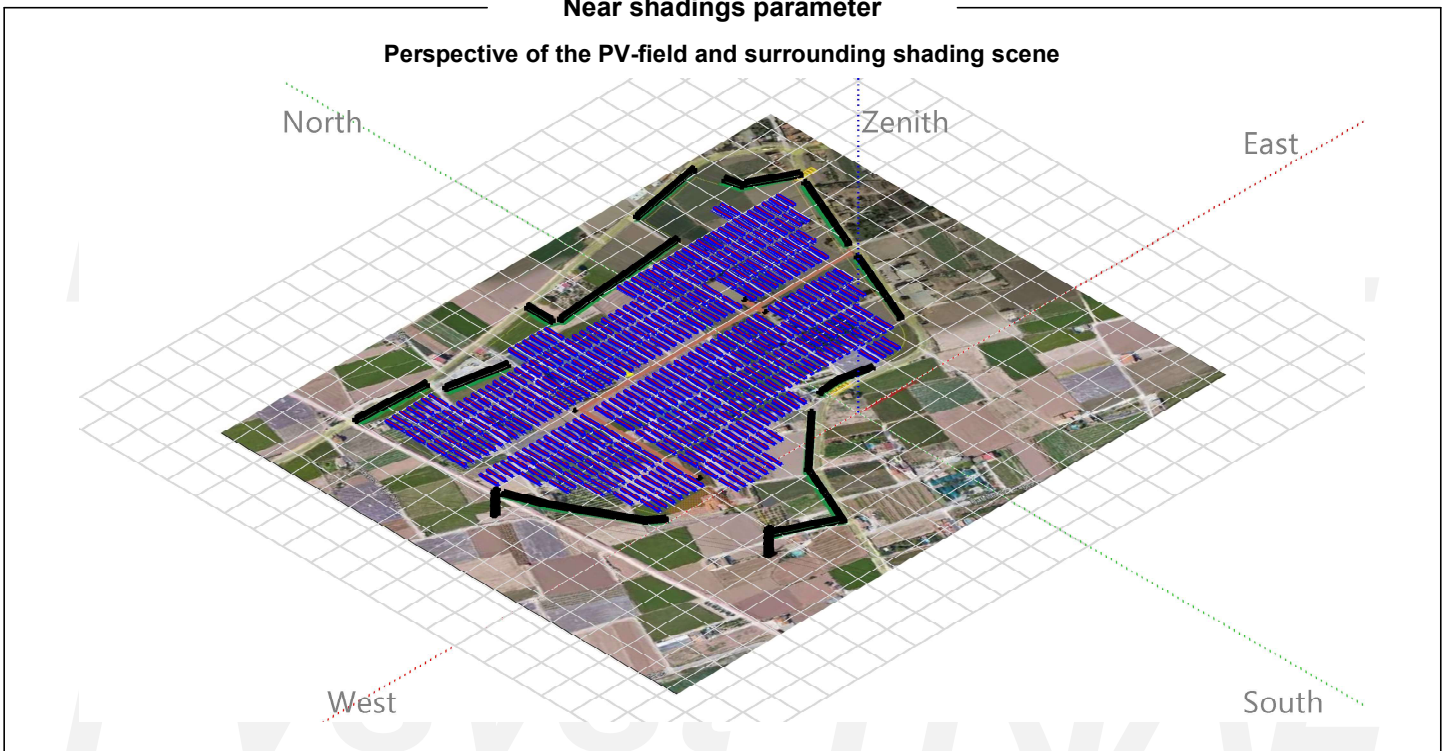 Near shadings parameter
Perspective of the PV-field and surrounding shading scene
North
Zenith
East
West
South